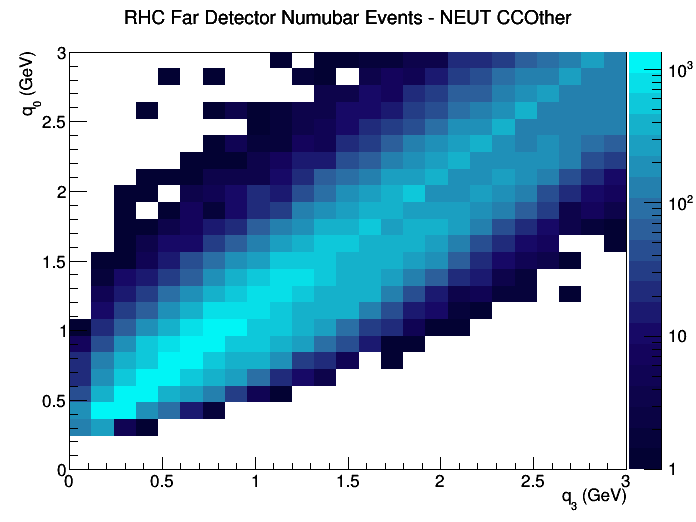 RHC Far Detector Numubar Events - NEUT CCOther
q₀ (GeV)
3
2.5
2
1.5
1
0.5
0
0 0.5 1 1.5 2 2.5 3
q₃ (GeV)
10³
10²
10
1